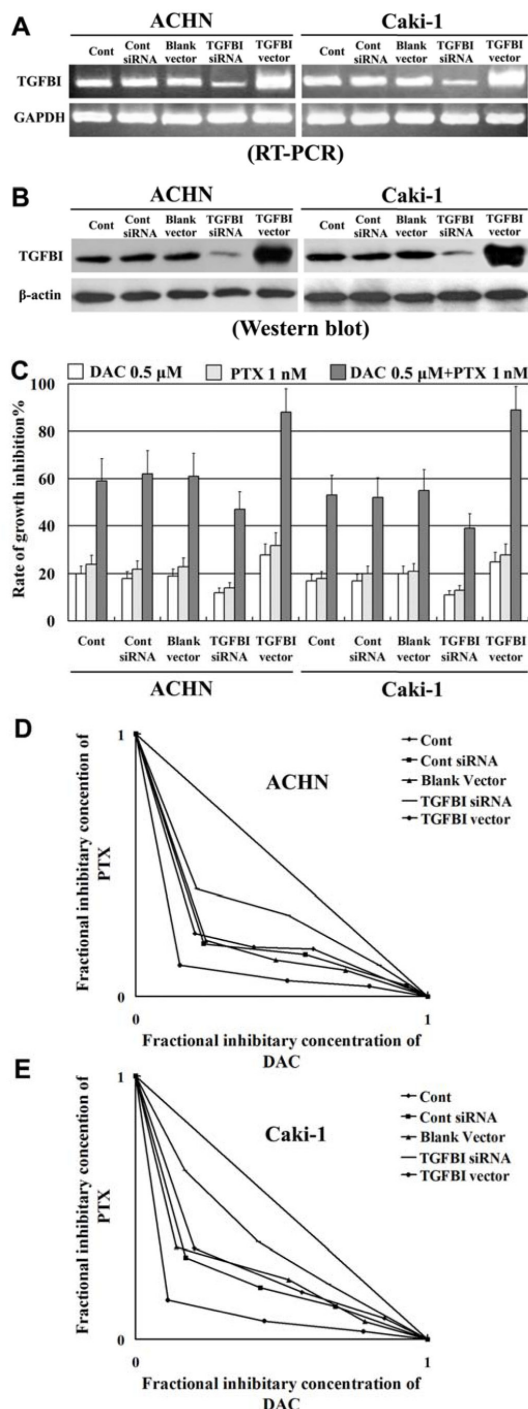 A
ACHN
Caki-1
Cont
Cont siRNA
Blank vector
TGFBI siRNA
TGFBI vector
Cont
Cont siRNA
Blank vector
TGFBI siRNA
TGFBI vector
TGFBI
GAPDH
(RT-PCR)
B
ACHN
Caki-1
Cont
Cont siRNA
Blank vector
TGFBI siRNA
TGFBI vector
Cont
Cont siRNA
Blank vector
TGFBI siRNA
TGFBI vector
TGFBI
β-actin
(Western blot)
C
DAC 0.5 μM
PTX 1 nM
DAC 0.5 μM+PTX 1 nM
Rate of growth inhibition%
100
80
60
40
20
0
Cont
Cont siRNA
Blank vector
TGFBI siRNA
TGFBI vector
Cont
Cont siRNA
Blank vector
TGFBI siRNA
TGFBI vector
ACHN
Caki-1
D
1
ACHN
Cont
Cont siRNA
Blank Vector
TGFBI siRNA
TGFBI vector
Fractional inhibitary concention of
PTX
0
0
1
Fractional inhibitary concentration of
DAC
E
1
Caki-1
Cont
Cont siRNA
Blank Vector
TGFBI siRNA
TGFBI vector
Fractional inhibitary concention of
PTX
0
0
1
Fractional inhibitary concentration of
DAC